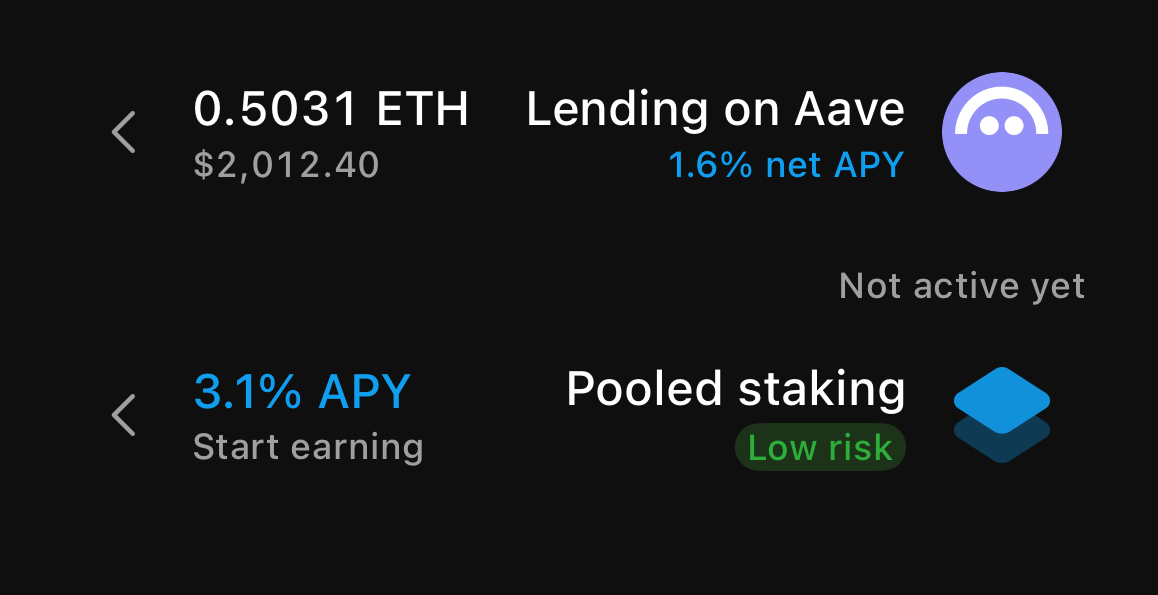 Lending on Aave
1.6% net APY
0.5031 ETH
$2,012.40
Not active yet
Pooled staking
Low risk
3.1% APY
Start earning